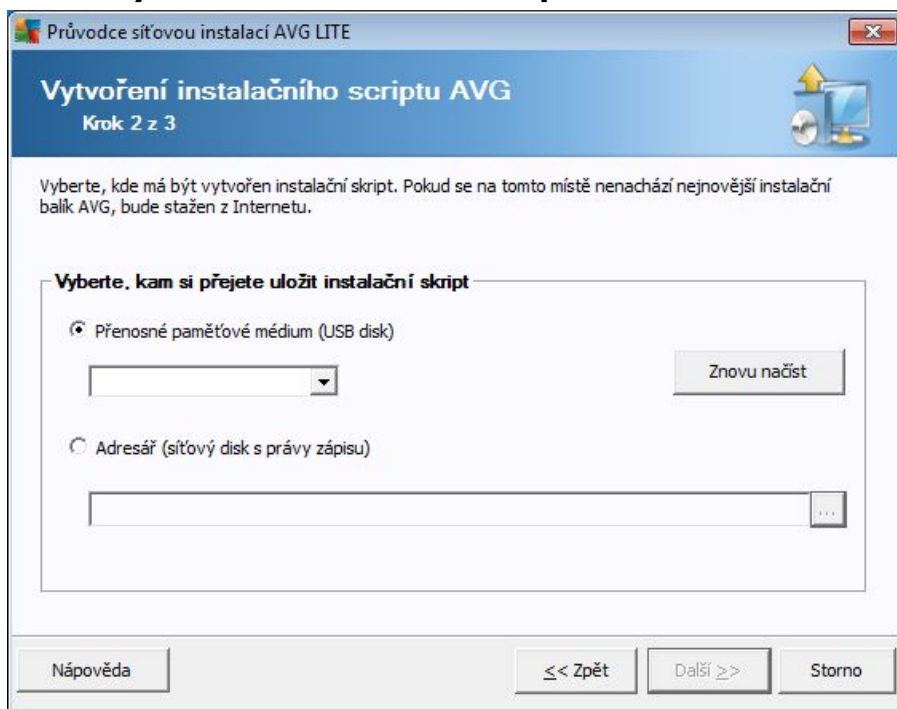 Průvodce síťovou instalací AVG LITE
Vytvoření instalačního scriptu AVG
Krok 2 z 3
Vyberte, kde má být vytvořen instalační skript. Pokud se na tomto místě nenachází nejnovější instalační
balík AVG, bude stažen z Internetu.
Vyberte, kam si přejete uložit instalační skript
Přenosné paměťové médium (USB disk)
Znovu načíst
Adresář (síťový disk s právy zápisu)
...
Nápověda
<< Zpět
Další >>
Storno